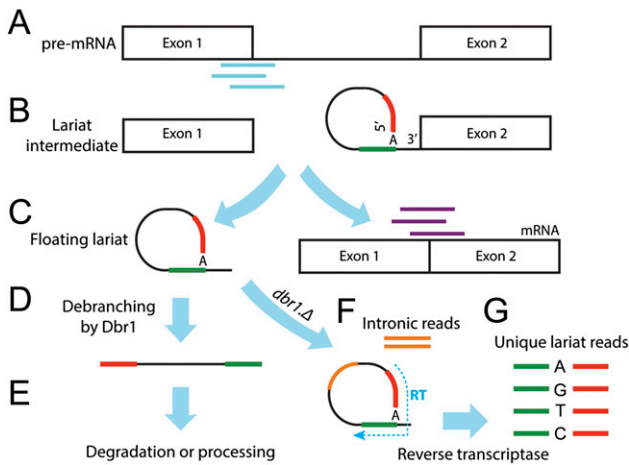 A
pre-mRNA
Exon 1
Exon 2
B
Lariat
intermediate
Exon 1
5'
A
3'
Exon 2
C
Floating lariat
A
mRNA
Exon 1
Exon 2
D
Debranching
by Dbr1
dbr1.Δ
E
Degradation or processing
F
Intronic reads
A
RT
G
Unique lariat reads
A
G
T
C
Reverse transcriptase